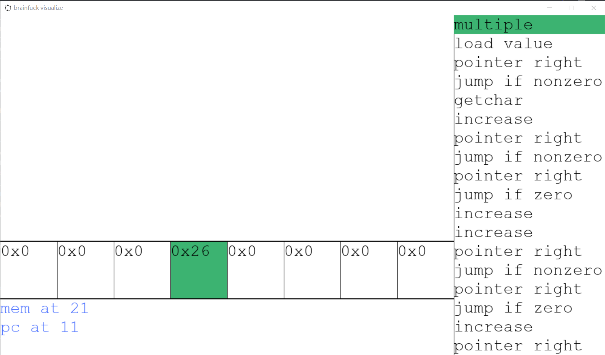 brainfuck visualize
multiple
load value
pointer right
jump if nonzero
getchar
increase
pointer right
jump if nonzero
pointer right
jump if zero
increase
increase
pointer right
jump if nonzero
pointer right
jump if zero
increase
pointer right
0x0 0x0 0x0 0x26 0x0 0x0 0x0 0x0
mem at 21
pc at 11